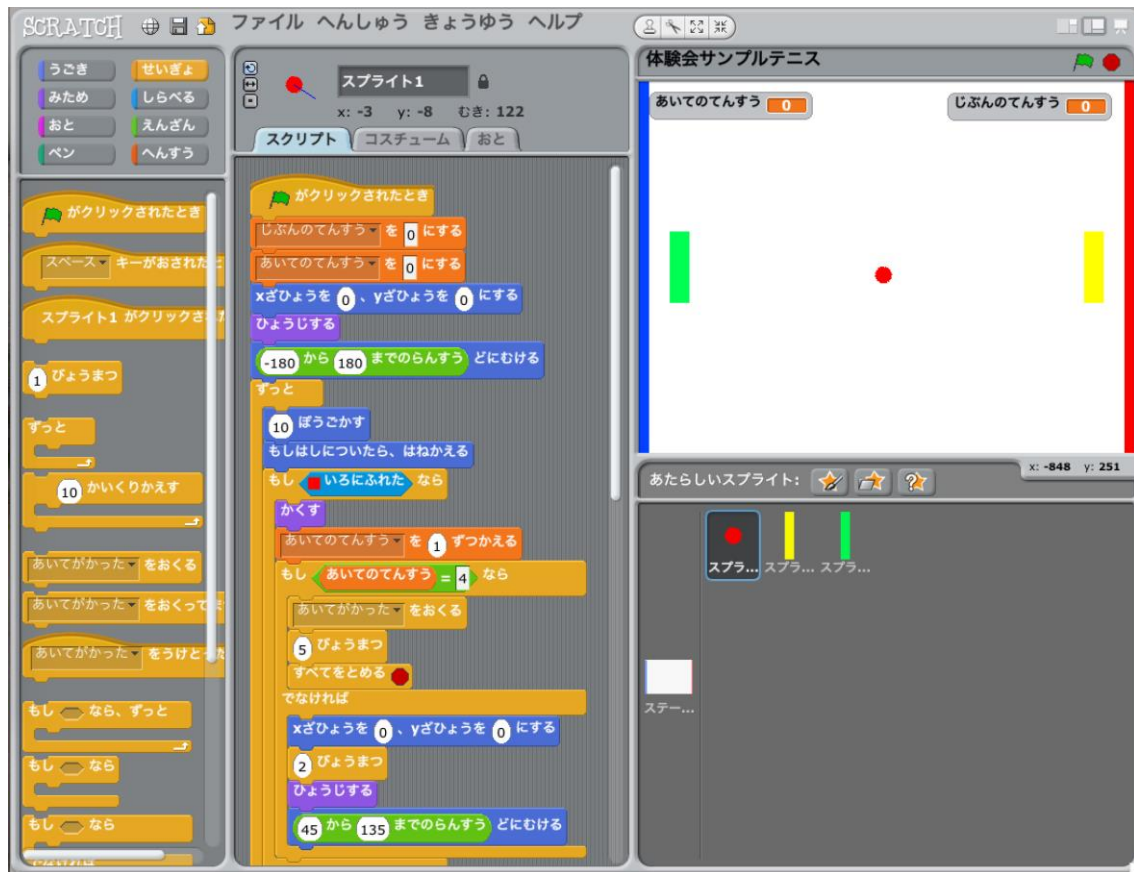 SCRATCH ファイル へんしゅう きょうゆう ヘルプ
うごき せいぎょ
みため しらべる
おと えんざん
ペン へんすう
がクリックされたとき
スペース キーがおされたと
スプライト1 がクリックされ
1 びょうまつ
ずっと
10 かいくりかえす
あいてがかった をおくる
あいてがかった をおくってま
あいてがかった をうけとった
もし なら、ずっと
もし なら
もし なら
でなければ
スプライト1
x: -3 y: -8 むき: 122
スクリプト コスチューム おと
がクリックされたとき
じぶんのてんすう を 0 にする
あいてのてんすう を 0 にする
xざひょうを 0 、yざひょうを 0 にする
ひょうじする
-180 から 180 までのらんすう どにむける
ずっと
10 ほうごかす
もしはしについたら、はねかえる
もし いろにふれた なら
かくす
あいてのてんすう を 1 ずつかえる
もし あいてのてんすう = 4 なら
あいてがかった をおくる
5 びょうまつ
すべてをとめる
でなければ
xざひょうを 0 、yざひょうを 0 にする
2 びょうまつ
ひょうじする
45 から 135 までのらんすう どにむける
体験会サンプルテニス
あいてのてんすう 0 じぶんのてんすう 0
x: -848 y: 251
あたらしいスプライト:
スプラ... スプラ... スプラ...
ステー...